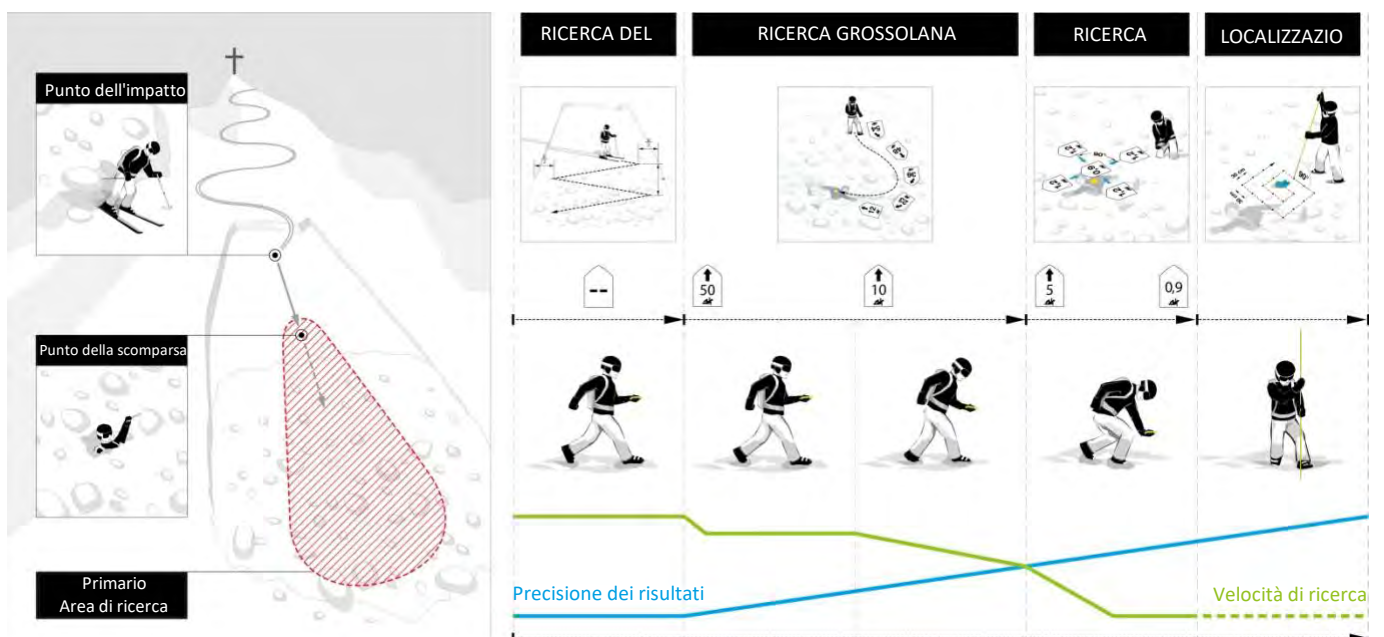 Punto dell'impatto
Punto della scomparsa
Primario
Area di ricerca
RICERCA DEL
RICERCA GROSSOLANA
RICERCA
LOCALIZZAZIO
--
50
10
5
0,9
Precisione dei risultati
Velocità di ricerca